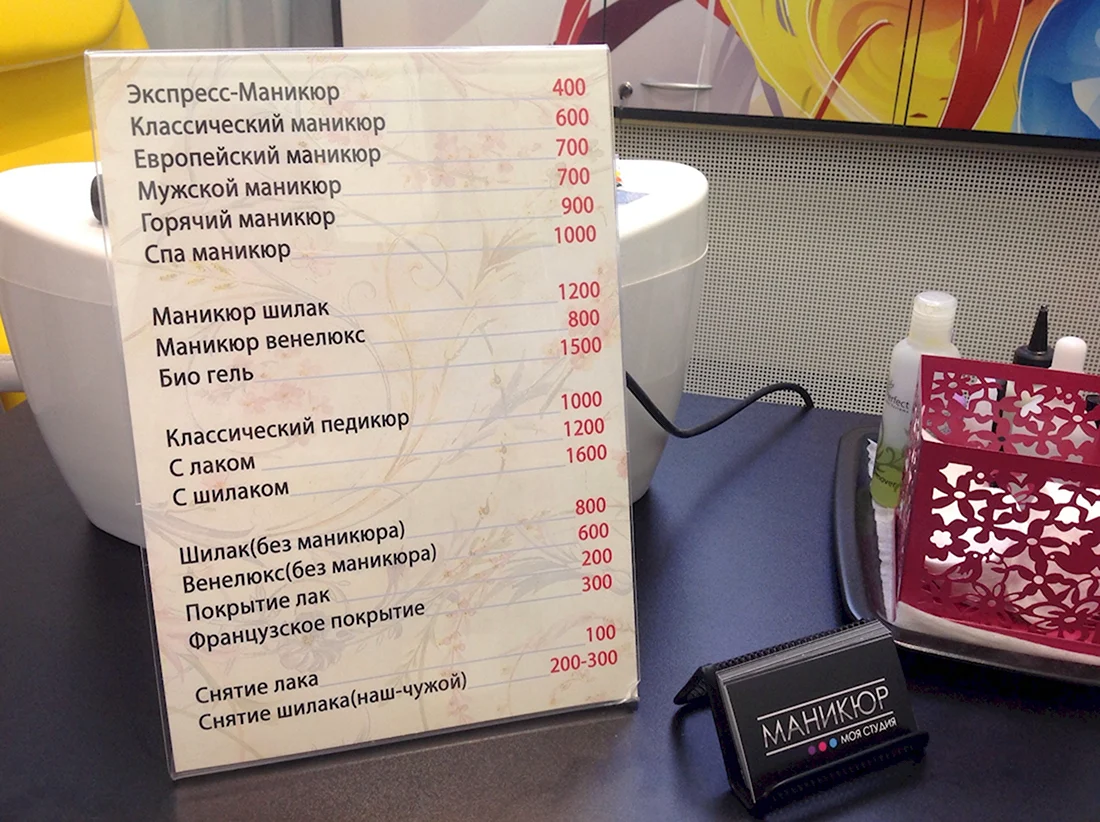 Экспресс-Маникюр 400
Классический маникюр 600
Европейский маникюр 700
Мужской маникюр 700
Горячий маникюр 900
Спа маникюр 1000
Маникюр шилак 1200
Маникюр венелюкс 800
Био гель 1500
Классический педикюр 1000
С лаком 1200
С шилаком 1600
Шилак(без маникюра) 800
Венелюкс(без маникюра) 600
Покрытие лак 200
Французское покрытие 300
Снятие лака 100
Снятие шилака(наш-чужой) 200-300
МАНИКЮР
МОЯ СТУДИЯ